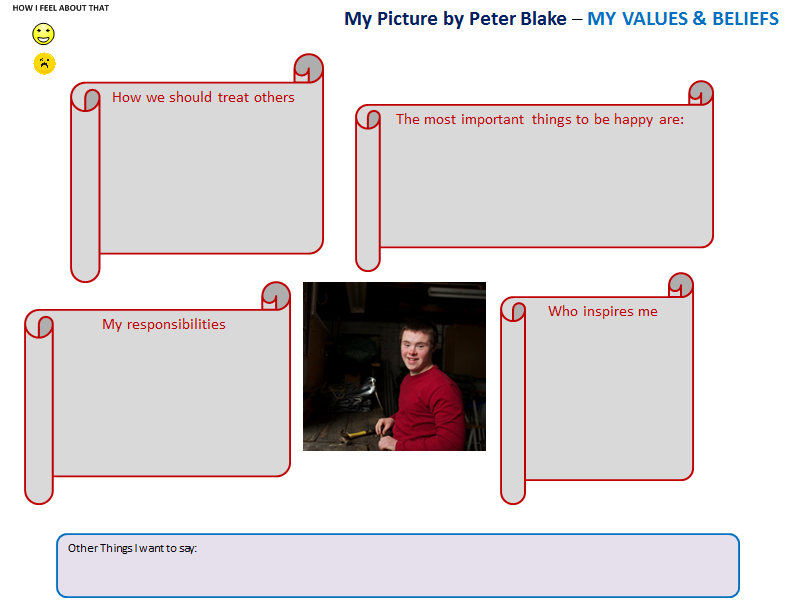 HOW I FEEL ABOUT THAT
My Picture by Peter Blake – MY VALUES & BELIEFS
How we should treat others
The most important things to be happy are:
My responsibilities
Who inspires me
Other Things I want to say: